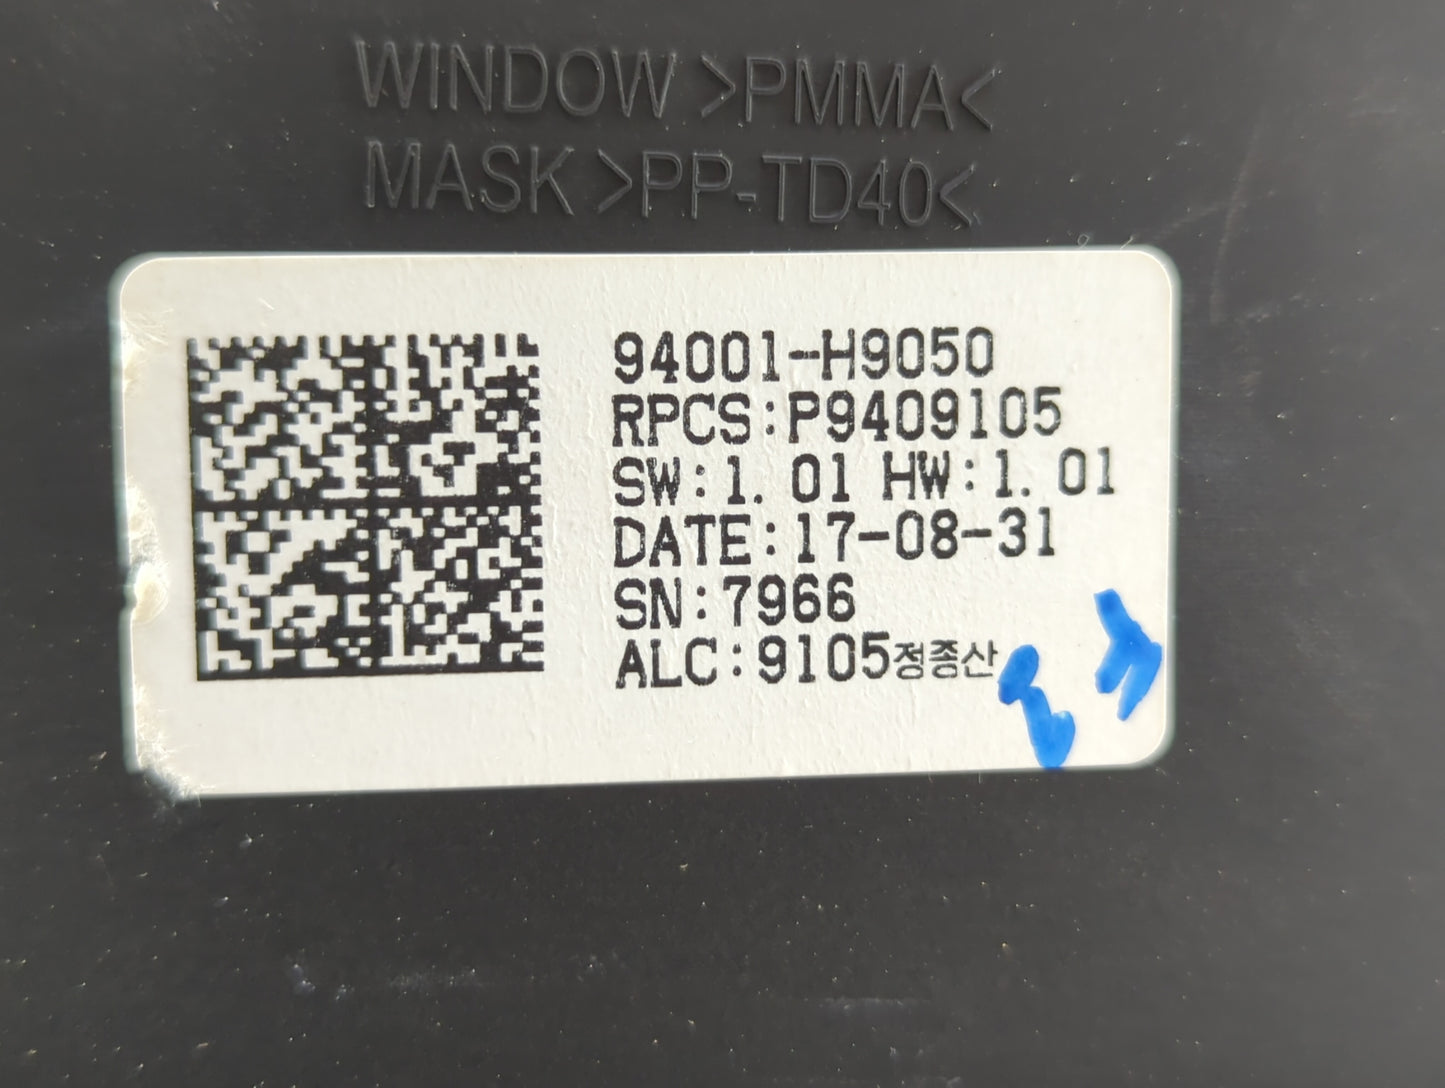 WINDOW >PMMA<
MASK >PP-TD40<
94001-H9050
RPCS:P9409105
SW:1. 01 HW:1. 01
DATE:17-08-31
SN:7966
ALC:9105정종산